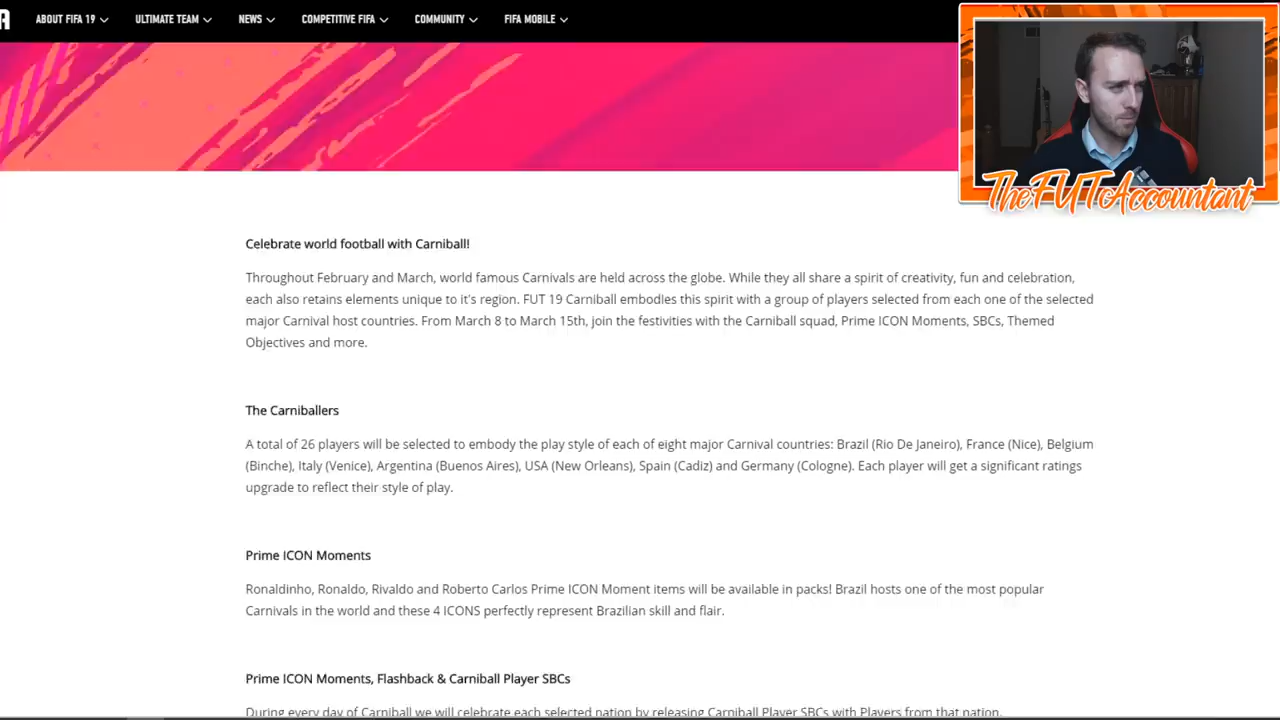 A ABOUT FIFA 19 ULTIMATE TEAM NEWS COMPETITIVE FIFA COMMUNITY FIFA MOBILE
TheFUTAccountant
Celebrate world football with Carniball!
Throughout February and March, world famous Carnivals are held across the globe. While they all share a spirit of creativity, fun and celebration,
each also retains elements unique to it's region. FUT 19 Carniball embodies this spirit with a group of players selected from each one of the selected
major Carnival host countries. From March 8 to March 15th, join the festivities with the Carniball squad, Prime ICON Moments, SBCs, Themed
Objectives and more.
The Carniballers
A total of 26 players will be selected to embody the play style of each of eight major Carnival countries: Brazil (Rio De Janeiro), France (Nice), Belgium
(Binche), Italy (Venice), Argentina (Buenos Aires), USA (New Orleans), Spain (Cadiz) and Germany (Cologne). Each player will get a significant ratings
upgrade to reflect their style of play.
Prime ICON Moments
Ronaldinho, Ronaldo, Rivaldo and Roberto Carlos Prime ICON Moment items will be available in packs! Brazil hosts one of the most popular
Carnivals in the world and these 4 ICONS perfectly represent Brazilian skill and flair.
Prime ICON Moments, Flashback & Carniball Player SBCs
During every day of Carniball we will celebrate each selected nation by releasing Carniball Player SBCs with Players from that nation.